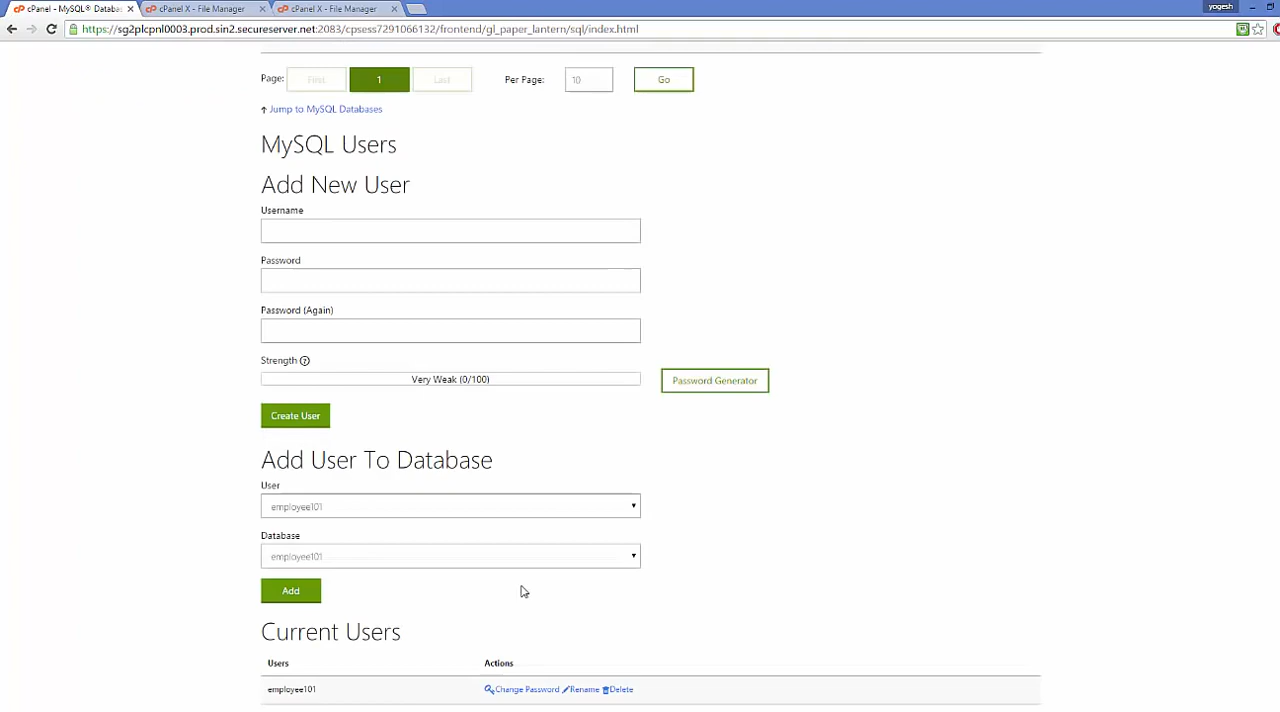 cPanel - MySQL® Databas
cPanel X - File Manager
cPanel X - File Manager
yogesh
https://sg2plcpnl0003.prod.sin2.secureserver.net:2083/cpsess7291066132/frontend/gl_paper_lantern/sql/index.html
Page: First 1 Last Per Page: 10 Go
Jump to MySQL Databases
MySQL Users
Add New User
Username
Password
Password (Again)
Strength
Very Weak (0/100)
Password Generator
Create User
Add User To Database
User
employee101
Database
employee101
Add
Current Users
Users Actions
employee101 Change Password Rename Delete